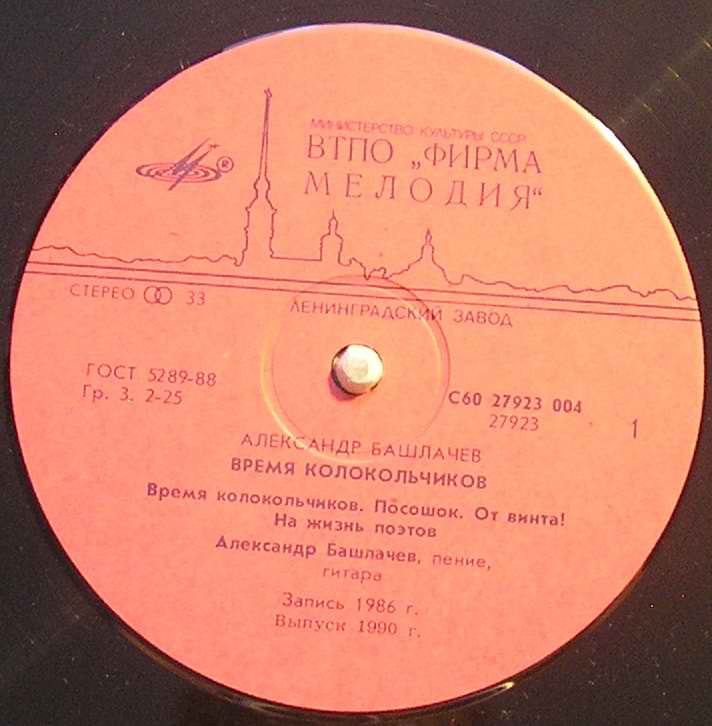 МИНИСТЕРСТВО КУЛЬТУРЫ СССР
ВТПО „ФИРМА
МЕЛОДИЯ“
®
СТЕРЕО 33
ЛЕНИНГРАДСКИЙ ЗАВОД
ГОСТ 5289-88
Гр. 3. 2-25
С60 27923 004
27923
1
АЛЕКСАНДР БАШЛАЧЕВ
ВРЕМЯ КОЛОКОЛЬЧИКОВ
Время колокольчиков. Посошок. От винта!
На жизнь поэтов
Александр Башлачев, пение,
гитара
Запись 1986 г.
Выпуск 1990 г.